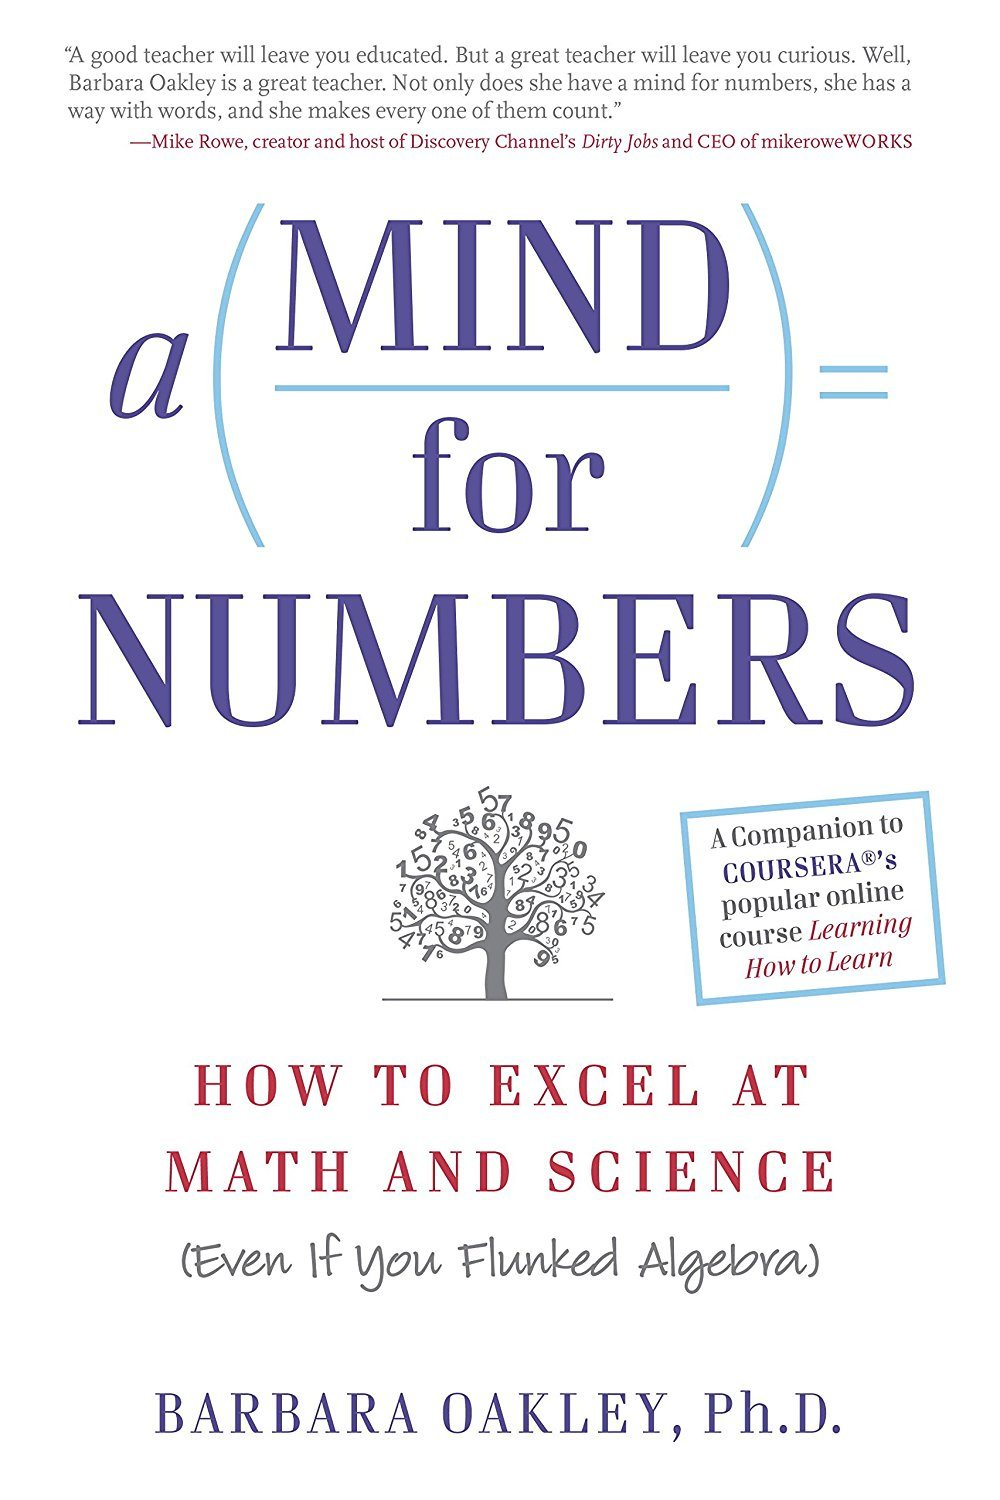 “A good teacher will leave you educated. But a great teacher will leave you curious. Well,
Barbara Oakley is a great teacher. Not only does she have a mind for numbers, she has a
way with words, and she makes every one of them count.”
—Mike Rowe, creator and host of Discovery Channel’s Dirty Jobs and CEO of mikeroweWORKS
a (MIND
for) =
NUMBERS
A Companion to
COURSERA®’s
popular online
course Learning
How to Learn
HOW TO EXCEL AT
MATH AND SCIENCE
(Even If You Flunked Algebra)
BARBARA OAKLEY, Ph.D.